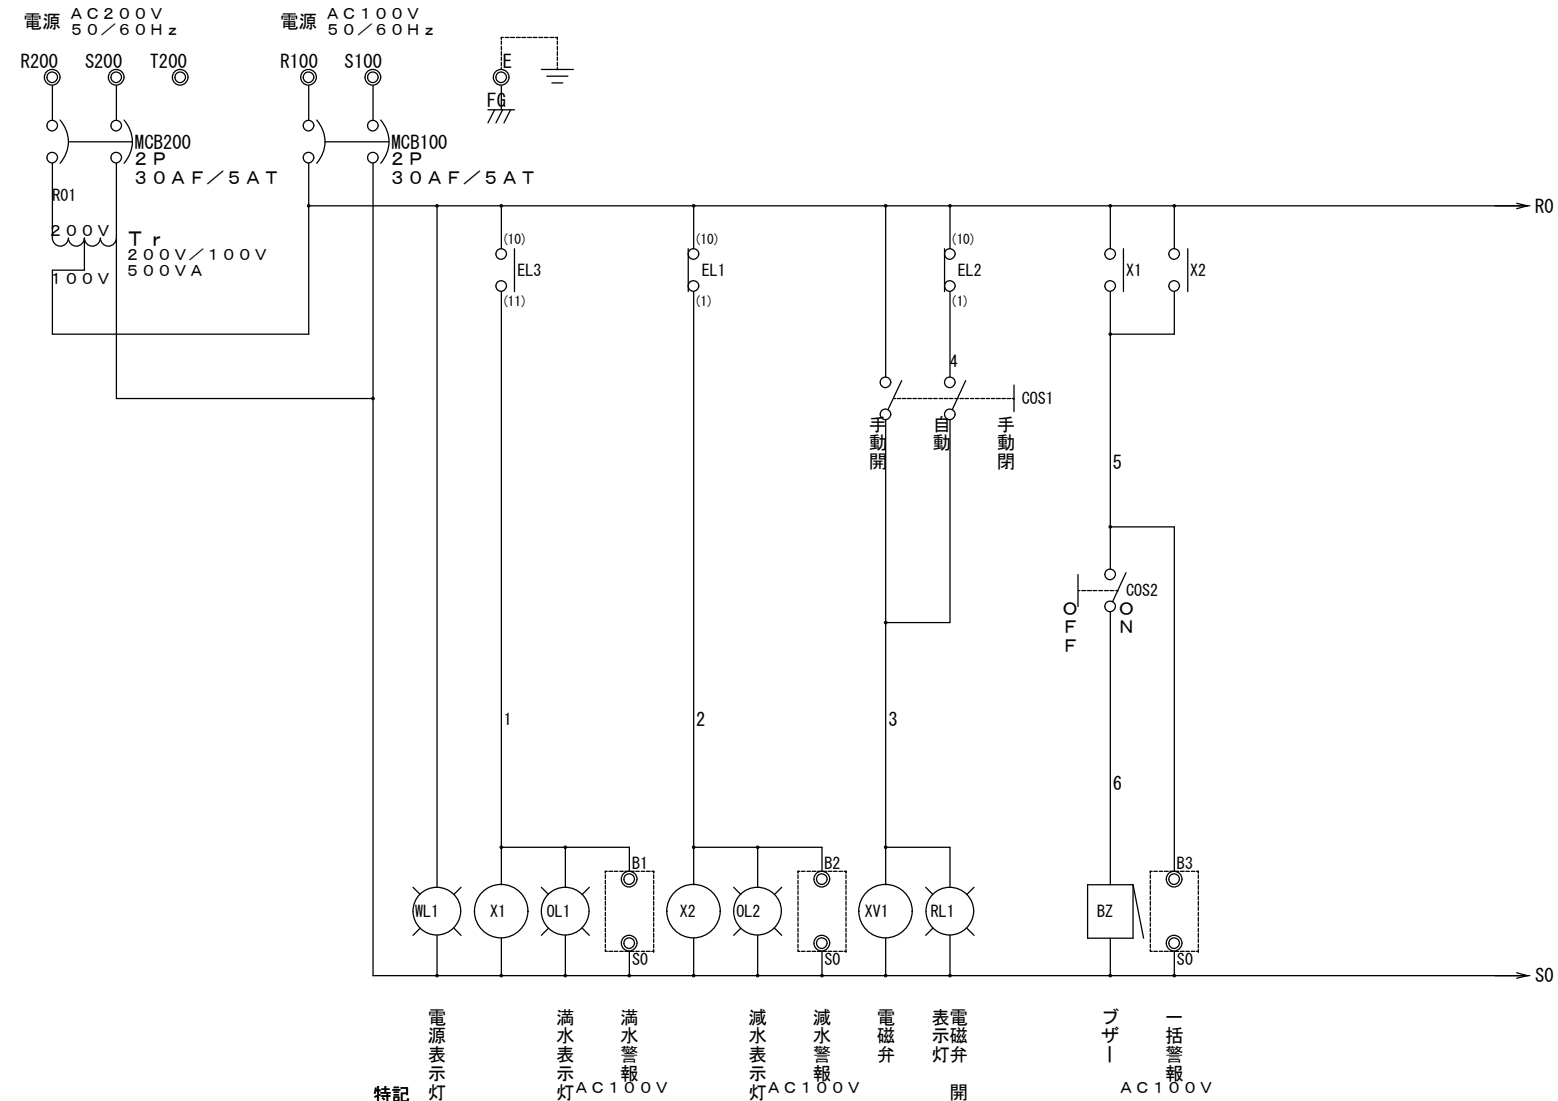 電源 ＡＣ２００Ｖ
５０／６０Ｈｚ
電源 ＡＣ１００Ｖ
５０／６０Ｈｚ
R200 S200 T200 R100 S100 E
FG
MCB200
２Ｐ
３０ＡＦ／５ＡＴ
MCB100
２Ｐ
３０ＡＦ／５ＡＴ
R01
R0
２００Ｖ
Ｔｒ
２００Ｖ／１００Ｖ
５００ＶＡ
１００Ｖ
(10)
EL3
(11)
(10)
EL1
(1)
(10)
EL2
(1)
X1
X2
4
COS1
手動開
自動
手動閉
5
COS2
ＯＦＦ
ＯＮ
1
2
3
6
B1
B2
B3
WL1
X1
OL1
X2
OL2
XV1
RL1
BZ
S0
S0
S0
S0
電源表示灯
満水表示灯
満水警報
ＡＣ１００Ｖ
減水表示灯
減水警報
ＡＣ１００Ｖ
電磁弁
電磁弁 開
表示灯
ブザー
一括警報
ＡＣ１００Ｖ
特記